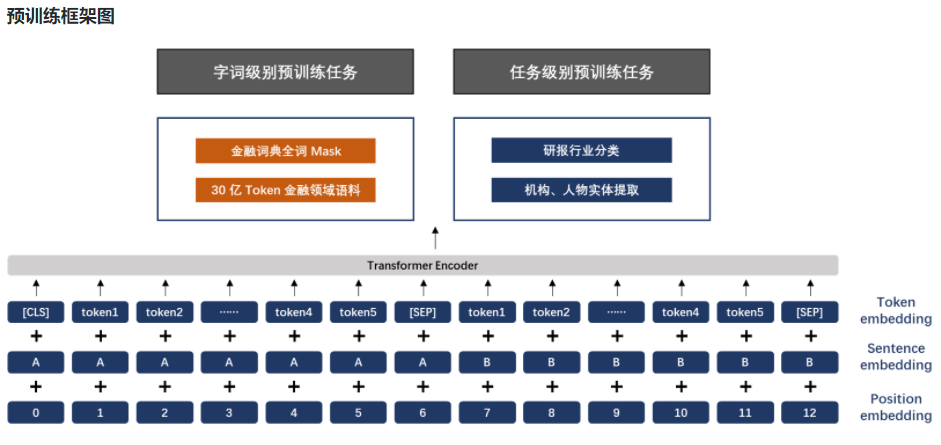 预训练框架图
字词级别预训练任务 任务级别预训练任务
金融词典全词 Mask 研报行业分类
30 亿 Token 金融领域语料 机构、人物实体提取
Transformer Encoder
[CLS] token1 token2 …… token4 token5 [SEP] token1 token2 …… token4 token5 [SEP] Token embedding
+ + + + + + + + + + + + +
A A A A A A A B B B B B B Sentence embedding
+ + + + + + + + + + + + +
0 1 2 3 4 5 6 7 8 9 10 11 12 Position embedding